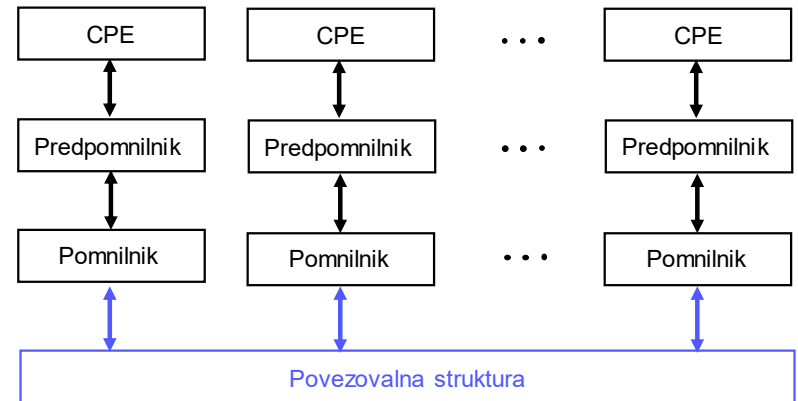 CPE CPE ... CPE
Predpomnilnik Predpomnilnik ... Predpomnilnik
Pomnilnik Pomnilnik ... Pomnilnik
Povezovalna struktura